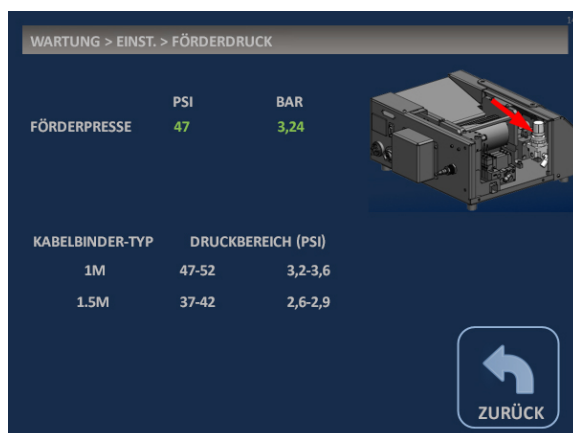 WARTUNG > EINST. > FÖRDERDRUCK
PSI BAR
FÖRDERPRESSE 47 3,24
KABELBINDER-TYP DRUCKBEREICH (PSI)
1M 47-52 3,2-3,6
1.5M 37-42 2,6-2,9
ZURÜCK